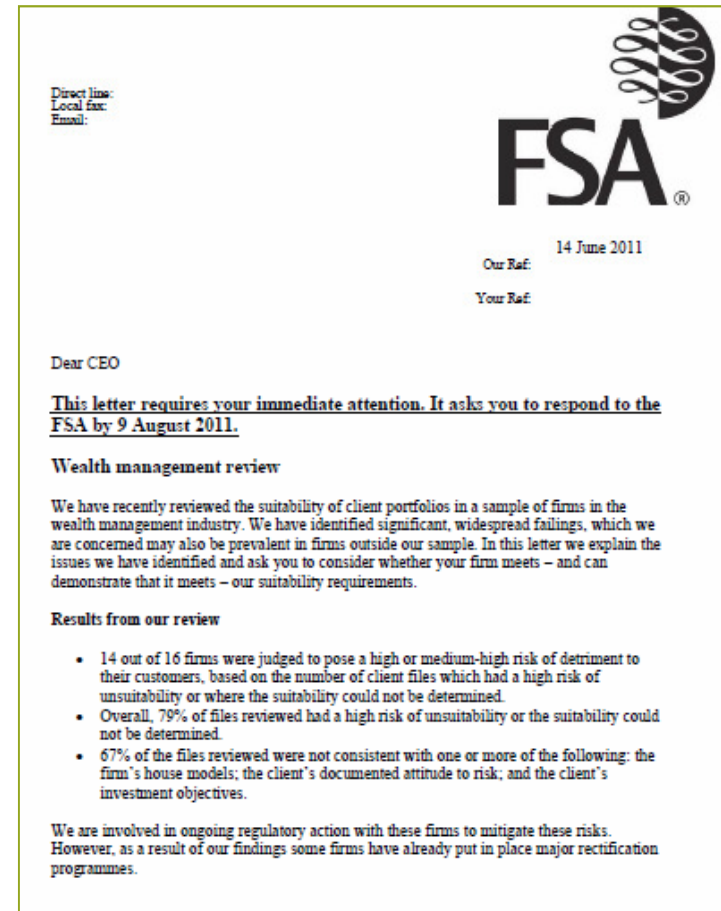 Direct line:
Local fax:
Email:
FSA®
14 June 2011
Our Ref:
Your Ref:
Dear CEO
This letter requires your immediate attention. It asks you to respond to the
FSA by 9 August 2011.
Wealth management review
We have recently reviewed the suitability of client portfolios in a sample of firms in the
wealth management industry. We have identified significant, widespread failings, which we
are concerned may also be prevalent in firms outside our sample. In this letter we explain the
issues we have identified and ask you to consider whether your firm meets – and can
demonstrate that it meets – our suitability requirements.
Results from our review
• 14 out of 16 firms were judged to pose a high or medium-high risk of detriment to
their customers, based on the number of client files which had a high risk of
unsuitability or where the suitability could not be determined.
• Overall, 79% of files reviewed had a high risk of unsuitability or the suitability could
not be determined.
• 67% of the files reviewed were not consistent with one or more of the following: the
firm's house models; the client's documented attitude to risk; and the client's
investment objectives.
We are involved in ongoing regulatory action with these firms to mitigate these risks.
However, as a result of our findings some firms have already put in place major rectification
programmes.